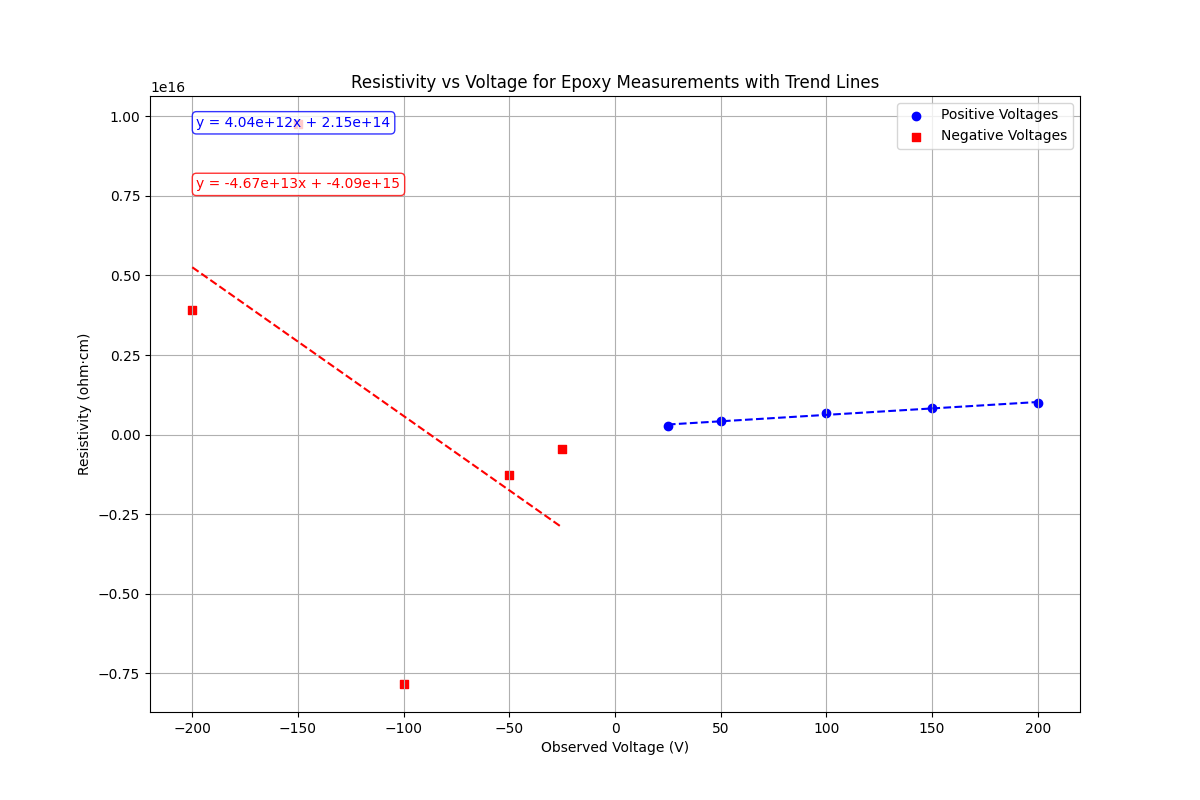 Resistivity vs Voltage for Epoxy Measurements with Trend Lines
1e16
1.00
0.75
0.50
0.25
0.00
−0.25
−0.50
−0.75
Resistivity (ohm·cm)
y = 4.04e+12x + 2.15e+14
y = -4.67e+13x + -4.09e+15
Positive Voltages
Negative Voltages
−200 −150 −100 −50 0 50 100 150 200
Observed Voltage (V)